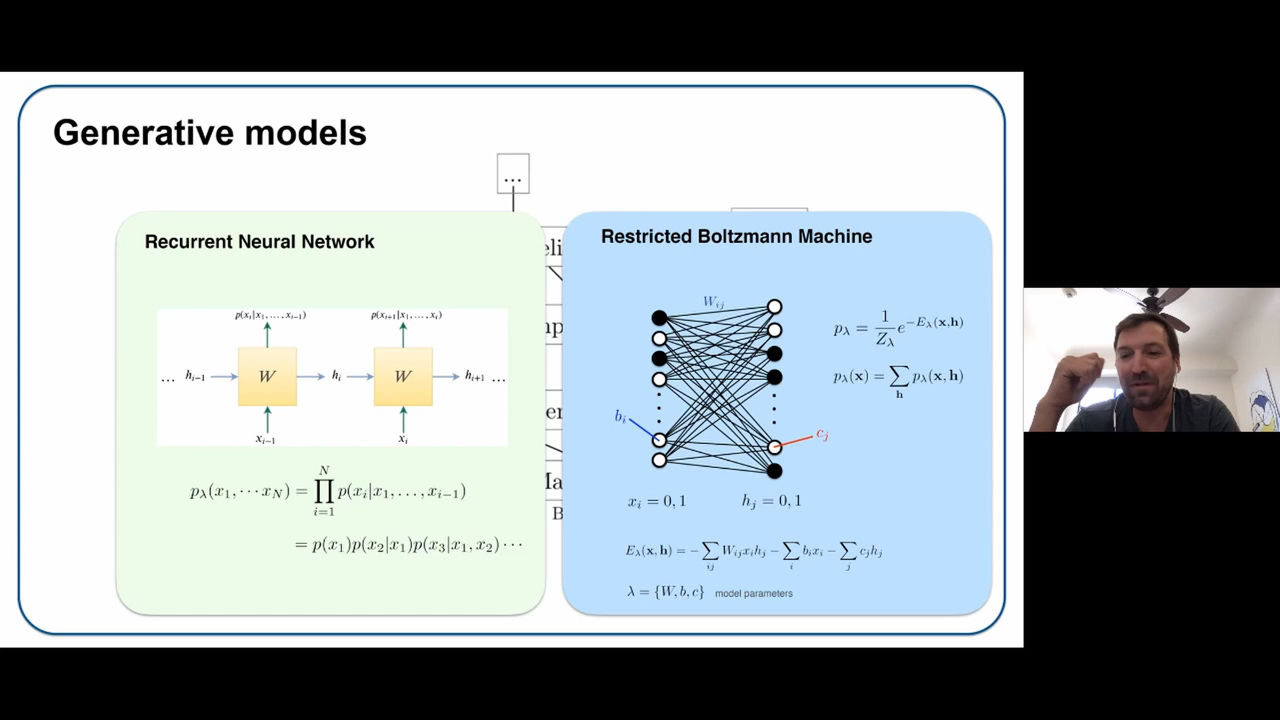 Generative models
...
Recurrent Neural Network
p(x_i|x_1, ..., x_{i-1})
p(x_{i+1}|x_1, ..., x_i)
... h_{i-1} W h_i W h_{i+1} ...
x_{i-1}
x_i
p_λ(x_1, ⋯ x_N) = ∏_{i=1}^{N} p(x_i|x_1, ..., x_{i-1})
= p(x_1)p(x_2|x_1)p(x_3|x_1, x_2) ⋯
eli
er
Ma
B
Restricted Boltzmann Machine
W_{ij}
p_λ = 1/Z_λ e^{-E_λ(x,h)}
p_λ(x) = ∑_h p_λ(x, h)
b_i
c_j
x_i = 0, 1
h_j = 0, 1
E_λ(x, h) = − ∑_{ij} W_{ij}x_ih_j − ∑_i b_ix_i − ∑_j c_jh_j
λ = {W, b, c} model parameters